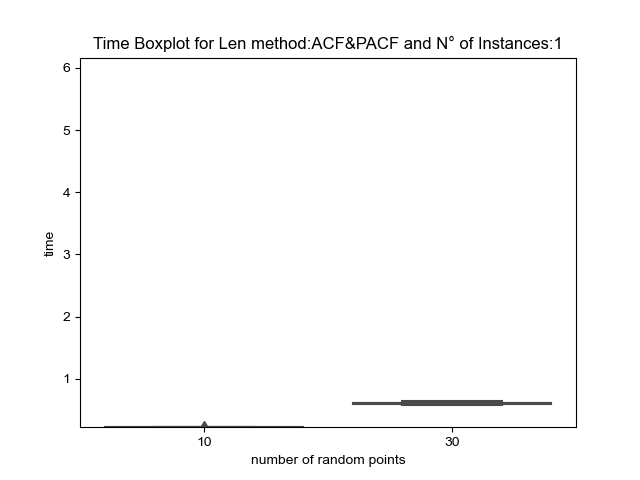 Time Boxplot for Len method:ACF&PACF and N° of Instances:1
6
5
4
3
2
1
time
10
30
number of random points